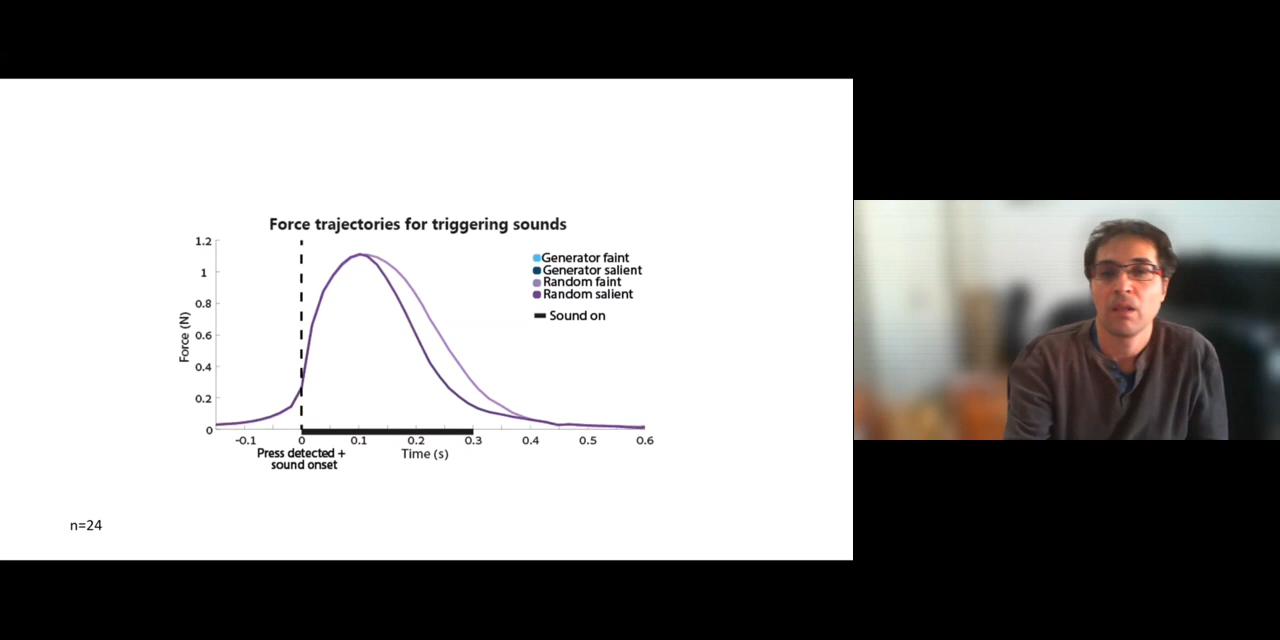 Force trajectories for triggering sounds
1.2
1
0.8
0.6
0.4
0.2
0
Force (N)
Generator faint
Generator salient
Random faint
Random salient
Sound on
-0.1
0
0.1
0.2
0.3
0.4
0.5
0.6
Press detected +
sound onset
Time (s)
n=24